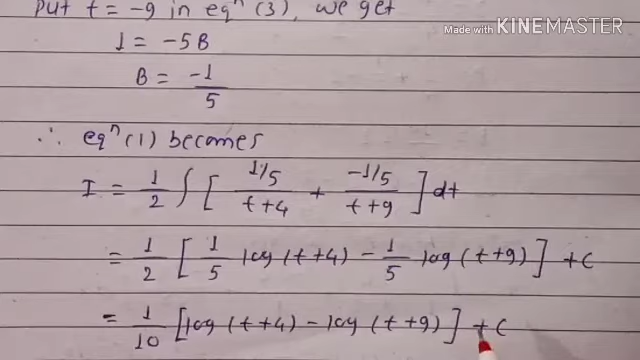 Put t = -9 in eqⁿ (3), we get
Made with KINEMASTER
1 = -5B
B = -1/5
∴ eqⁿ (1) becomes
I = 1/2 ∫ [ 1/5/t+4 + -1/5/t+9 ] dt
= 1/2 [ 1/5 log (t+4) - 1/5 log (t+9) ] + C
= 1/10 [log (t+4) - log (t+9)] + C